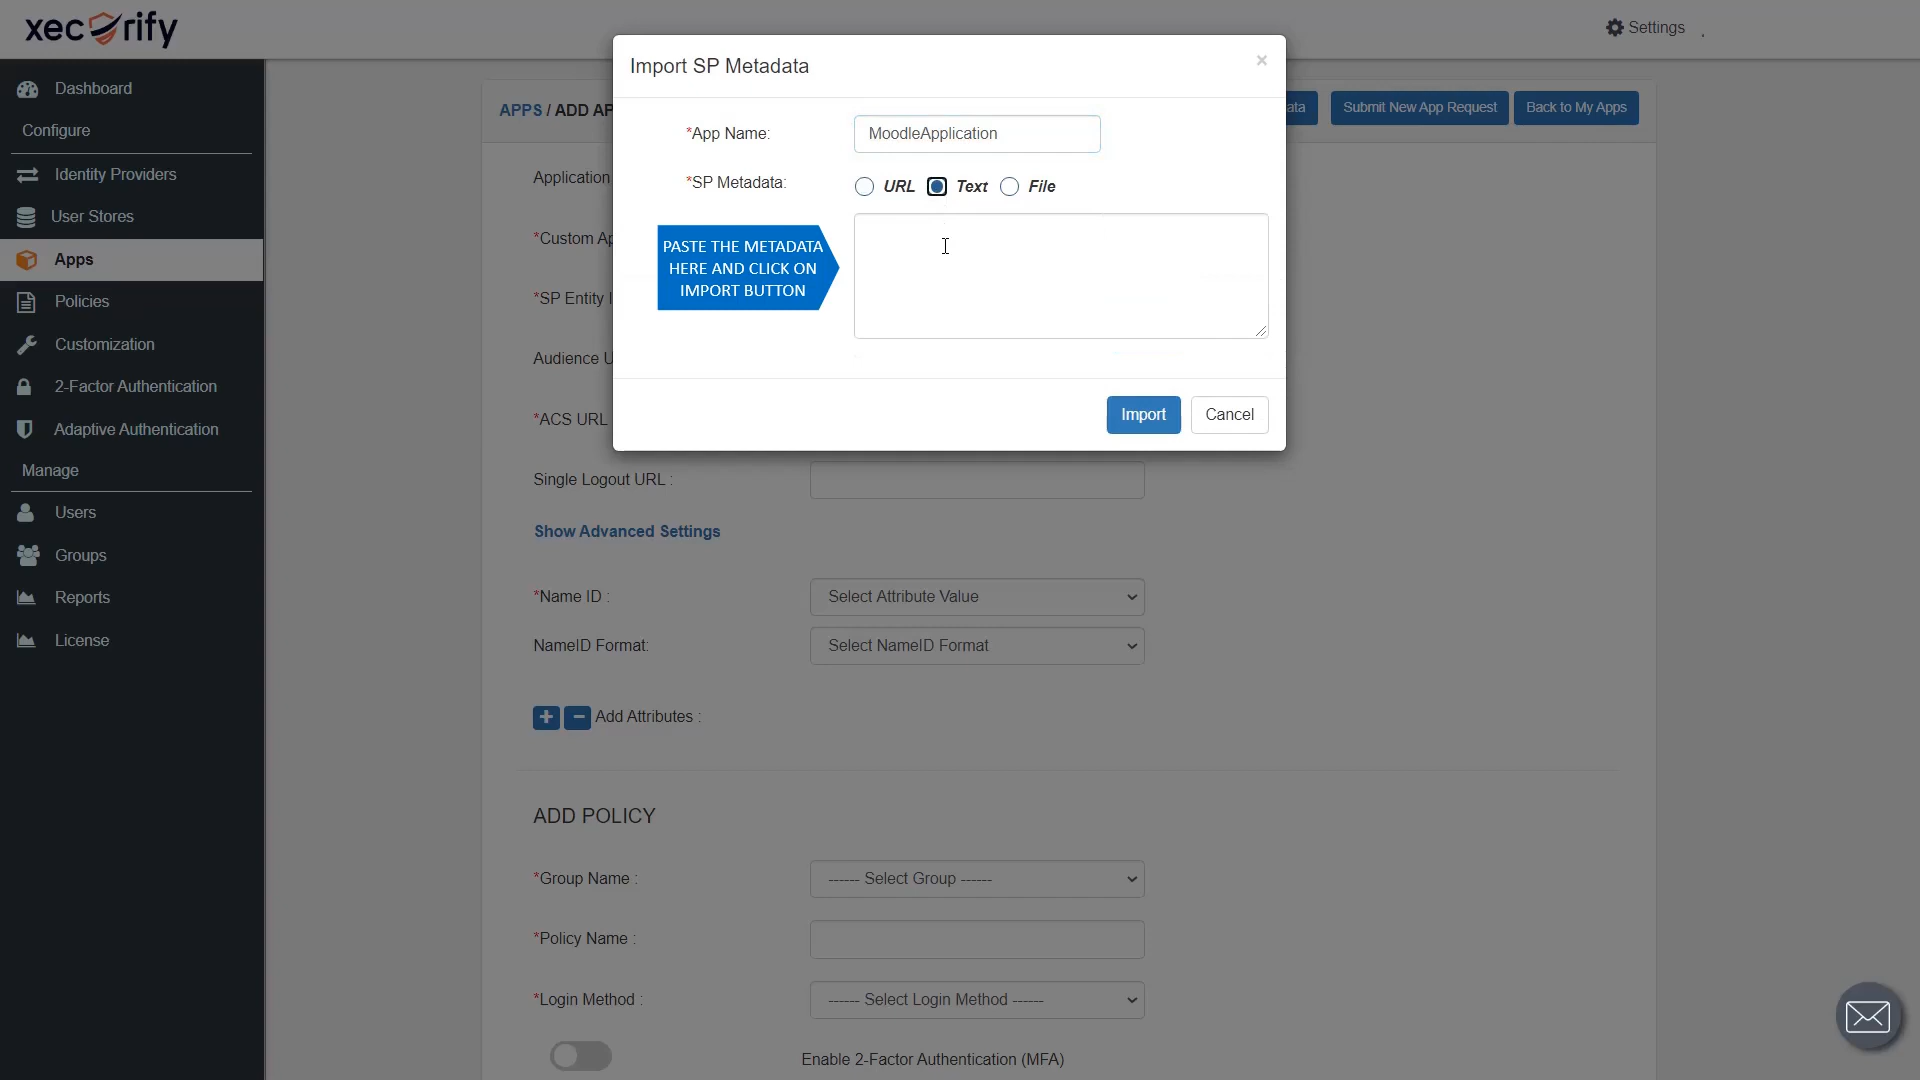 xecurify
Settings
Dashboard
Configure
Identity Providers
User Stores
Apps
Policies
Customization
2-Factor Authentication
Adaptive Authentication
Manage
Users
Groups
Reports
License
Import SP Metadata
×
*App Name:
MoodleApplication
*SP Metadata:
URL Text File
PASTE THE METADATA
HERE AND CLICK ON
IMPORT BUTTON
Import Cancel
APPS / ADD AP
ata
Submit New App Request
Back to My Apps
Application
*Custom Ap
*SP Entity I
Audience U
*ACS URL
Single Logout URL :
Show Advanced Settings
*Name ID :
Select Attribute Value
NameID Format:
Select NameID Format
Add Attributes :
ADD POLICY
*Group Name :
------ Select Group ------
*Policy Name :
*Login Method :
------ Select Login Method ------
Enable 2-Factor Authentication (MFA)